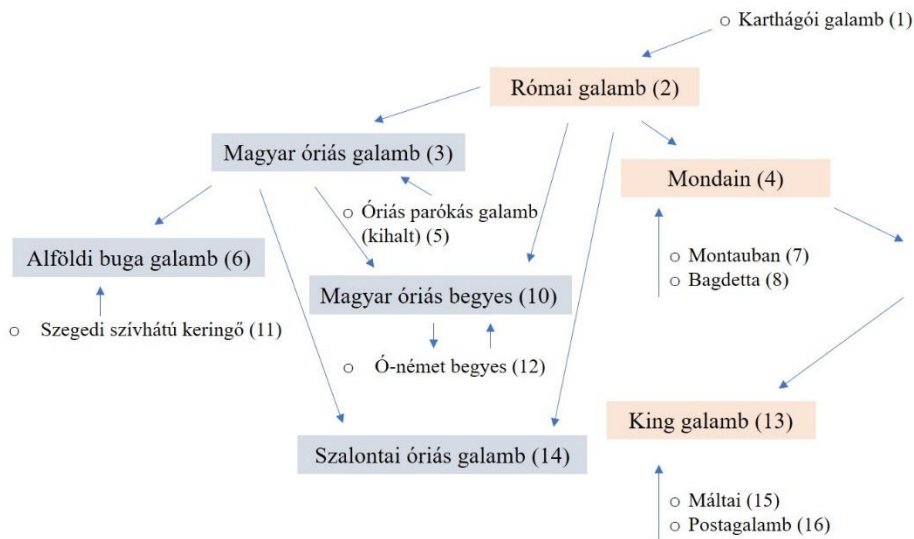 ○ Karthágói galamb (1)
Római galamb (2)
Magyar óriás galamb (3)
Mondain (4)
○ Óriás parókás galamb
(kihalt) (5)
Alföldi buga galamb (6)
○ Montauban (7)
○ Bagdetta (8)
Magyar óriás begyes (10)
○ Szegedi szívhátú keringő (11)
○ Ó-német begyes (12)
King galamb (13)
Szalontai óriás galamb (14)
○ Máltai (15)
○ Postagalamb (16)